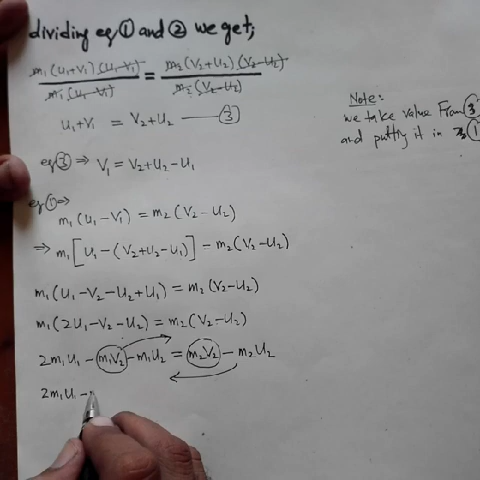 dividing eq ① and ② we get;
m₁(u₁+v₁)(u₁-v₁) / m₁(u₁-v₁) = m₂(v₂+u₂)(v₂-u₂) / m₂(v₂-u₂)
u₁+v₁ = v₂+u₂ — ③
Note:
we take value From ③
and putting it in ①
eq ③ ⇒ v₁ = v₂+u₂-u₁
eq ① ⇒
m₁(u₁-v₁) = m₂(v₂-u₂)
⇒ m₁[u₁-(v₂+u₂-u₁)] - m₂(v₂-u₂)
m₁(u₁-v₂-u₂+u₁) = m₂(v₂-u₂)
m₁(2u₁-v₂-u₂) = m₂(v₂-u₂)
2m₁u₁ - m₁v₂ - m₁u₂ = m₂v₂ - m₂u₂
2m₁u₁ -